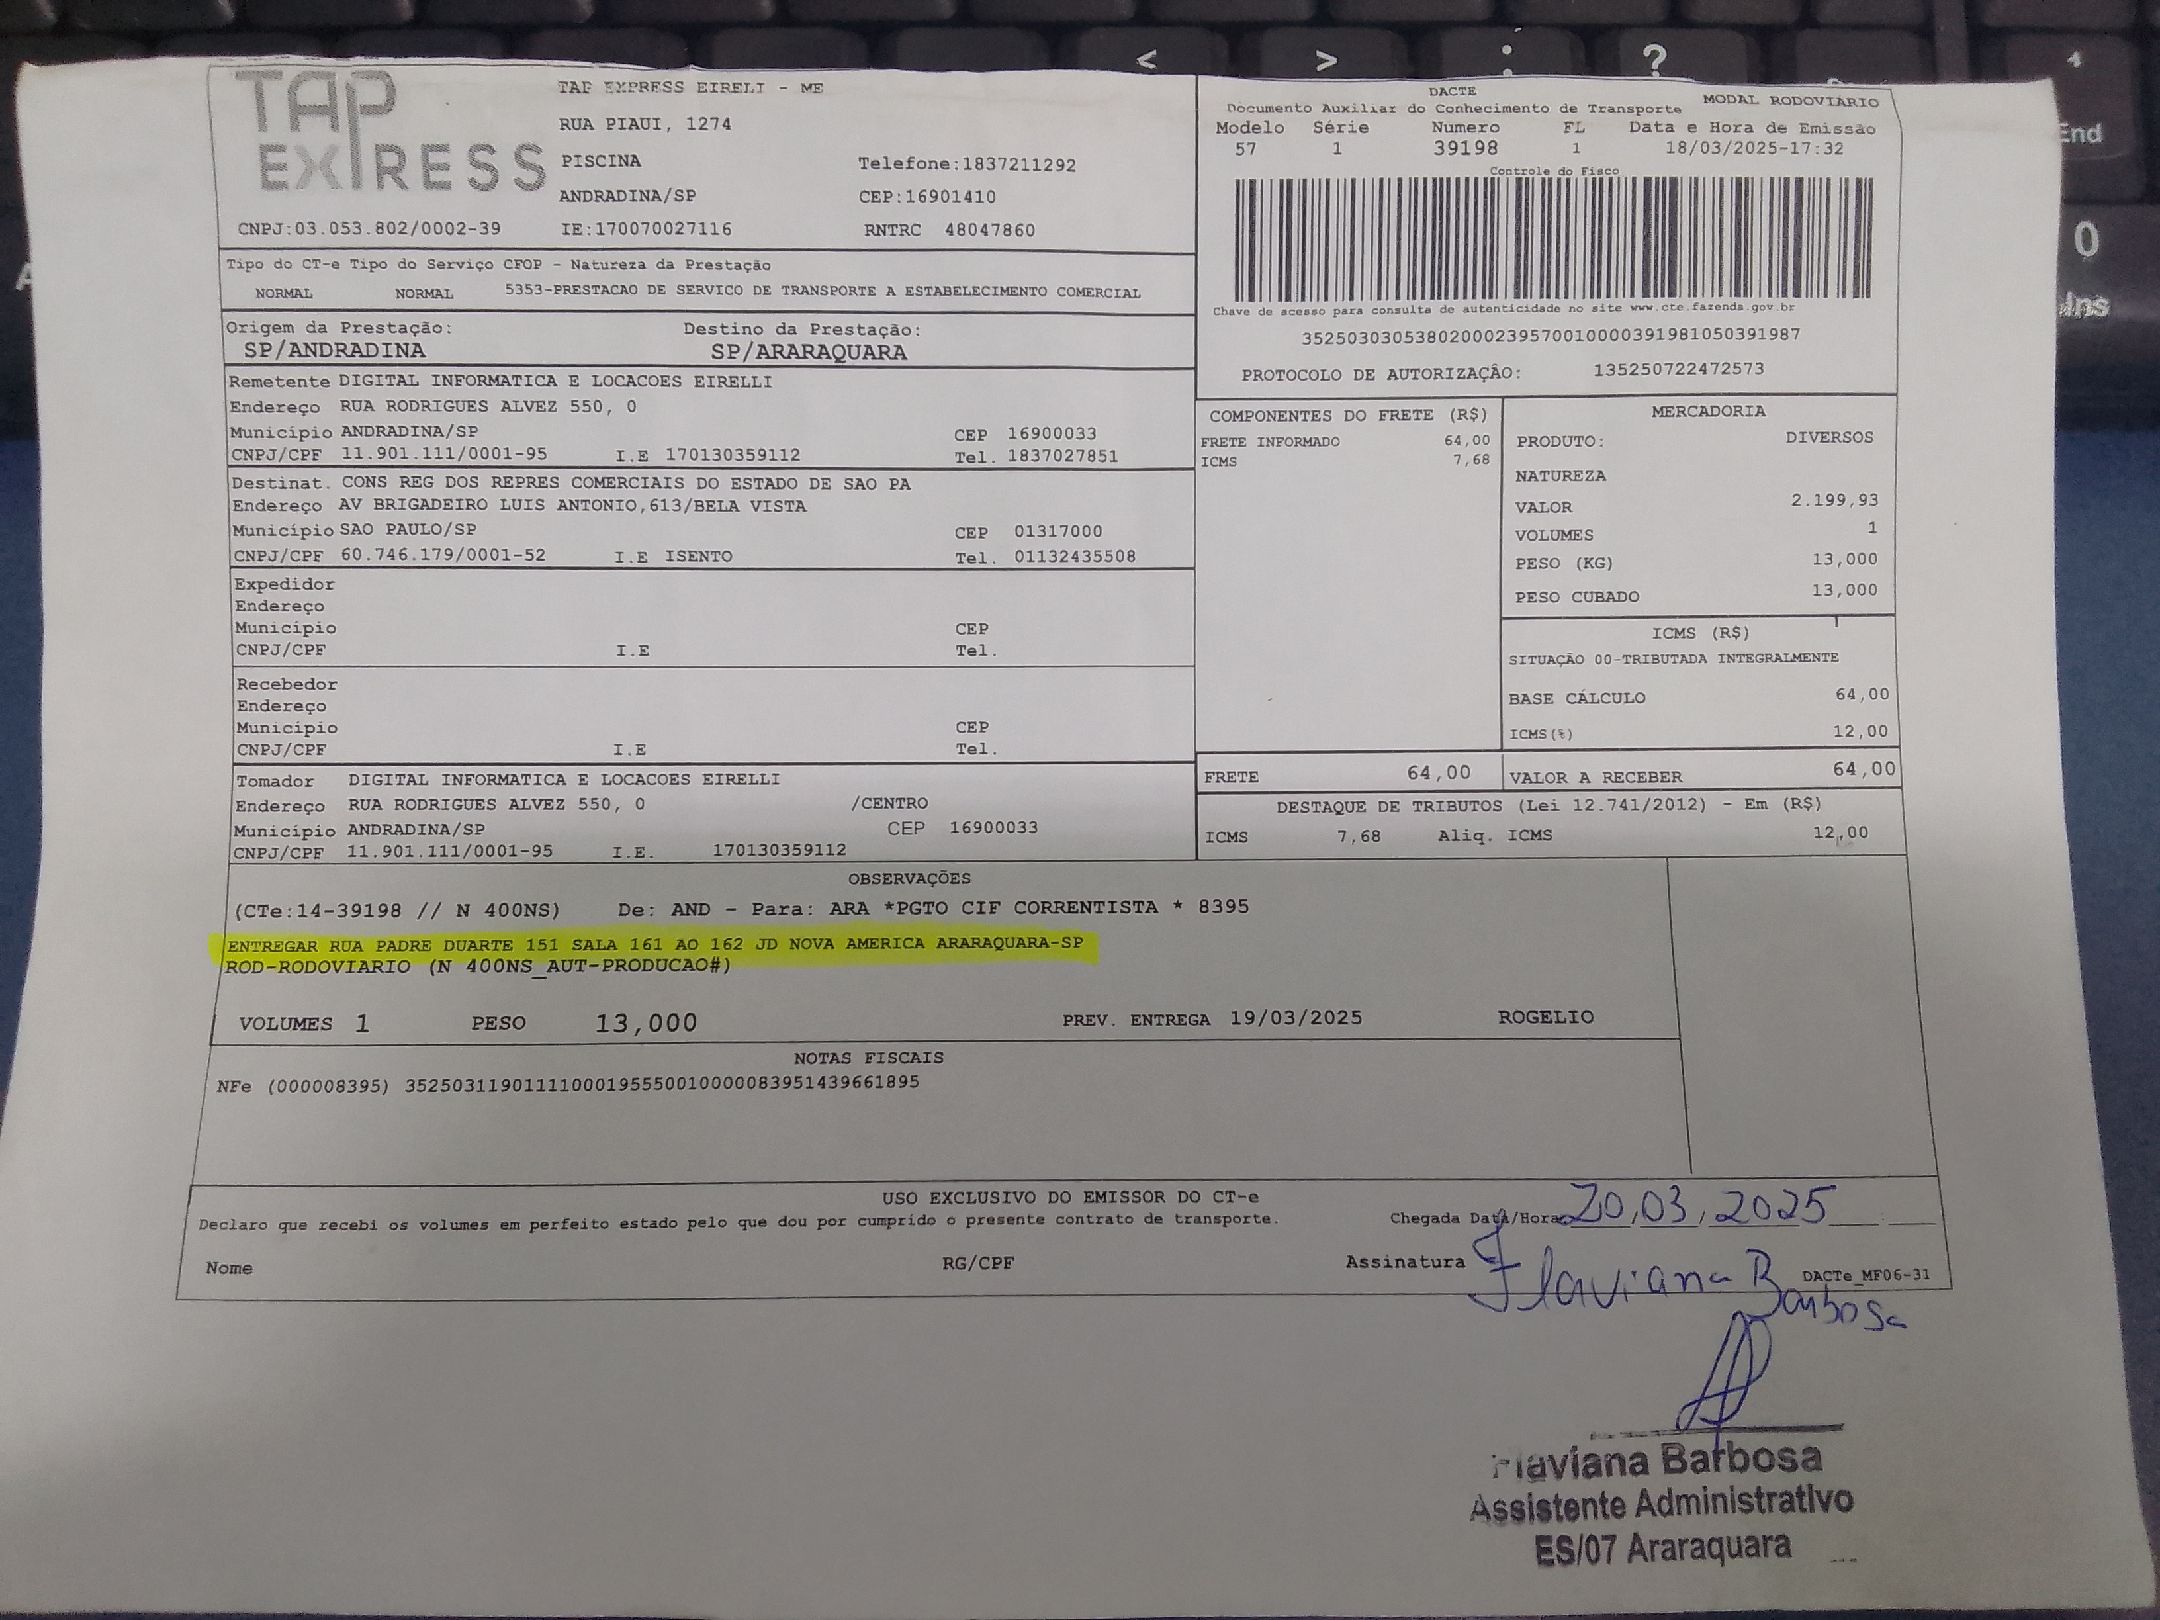 TAP
EXPRESS
TAP EXPRESS EIRELI - ME
RUA PIAUI, 1274
PISCINA Telefone:1837211292
ANDRADINA/SP CEP:16901410
CNPJ:03.053.802/0002-39 IE:170070027116 RNTRC 48047860
DACTE
Documento Auxiliar do Conhecimento de Transporte MODAL RODOVIÁRIO
Modelo Série Numero FL Data e Hora de Emissão
57 1 39198 1 18/03/2025-17:32
Controle do Fisco
Chave de acesso para consulta de autenticidade no site www.cte.fazenda.gov.br
35250303053802000239570010000391981050391987
PROTOCOLO DE AUTORIZAÇÃO: 135250722472573
Tipo do CT-e Tipo do Serviço CFOP - Natureza da Prestação
NORMAL NORMAL 5353-PRESTACAO DE SERVICO DE TRANSPORTE A ESTABELECIMENTO COMERCIAL
Origem da Prestação: Destino da Prestação:
SP/ANDRADINA SP/ARARAQUARA
Remetente DIGITAL INFORMATICA E LOCACOES EIRELLI
Endereço RUA RODRIGUES ALVEZ 550, 0
Município ANDRADINA/SP CEP 16900033
CNPJ/CPF 11.901.111/0001-95 I.E 170130359112 Tel. 1837027851
Destinat. CONS REG DOS REPRES COMERCIAIS DO ESTADO DE SAO PA
Endereço AV BRIGADEIRO LUIS ANTONIO,613/BELA VISTA
Município SAO PAULO/SP CEP 01317000
CNPJ/CPF 60.746.179/0001-52 I.E ISENTO Tel. 01132435508
Expedidor
Endereço
Município CEP
CNPJ/CPF I.E Tel.
Recebedor
Endereço
Município CEP
CNPJ/CPF I.E Tel.
Tomador DIGITAL INFORMATICA E LOCACOES EIRELLI
Endereço RUA RODRIGUES ALVEZ 550, 0 /CENTRO
Município ANDRADINA/SP CEP 16900033
CNPJ/CPF 11.901.111/0001-95 I.E. 170130359112
COMPONENTES DO FRETE (R$)
FRETE INFORMADO 64,00
ICMS 7,68
MERCADORIA
PRODUTO: DIVERSOS
NATUREZA
VALOR 2.199,93
VOLUMES 1
PESO (KG) 13,000
PESO CUBADO 13,000
ICMS (R$)
SITUAÇÃO 00-TRIBUTADA INTEGRALMENTE
BASE CÁLCULO 64,00
ICMS(%) 12,00
FRETE 64,00 VALOR A RECEBER 64,00
DESTAQUE DE TRIBUTOS (Lei 12.741/2012) - Em (R$)
ICMS 7,68 Aliq. ICMS 12,00
OBSERVAÇÕES
(CTe:14-39198 // N 400NS) De: AND - Para: ARA *PGTO CIF CORRENTISTA * 8395
ENTREGAR RUA PADRE DUARTE 151 SALA 161 AO 162 JD NOVA AMERICA ARARAQUARA-SP
ROD-RODOVIARIO (N 400NS_AUT-PRODUCAO#)
VOLUMES 1 PESO 13,000 PREV. ENTREGA 19/03/2025 ROGELIO
NOTAS FISCAIS
NFe (000008395) 35250311901111000195550010000083951439661895
USO EXCLUSIVO DO EMISSOR DO CT-e
Declaro que recebi os volumes em perfeito estado pelo que dou por cumprido o presente contrato de transporte. Chegada Data/Hora 20,03,2025
Nome RG/CPF Assinatura Flaviana Barbosa DACTe_MF06-31
Flaviana Barbosa
Assistente Administrativo
ES/07 Araraquara
< > : ?
End
0
Ins